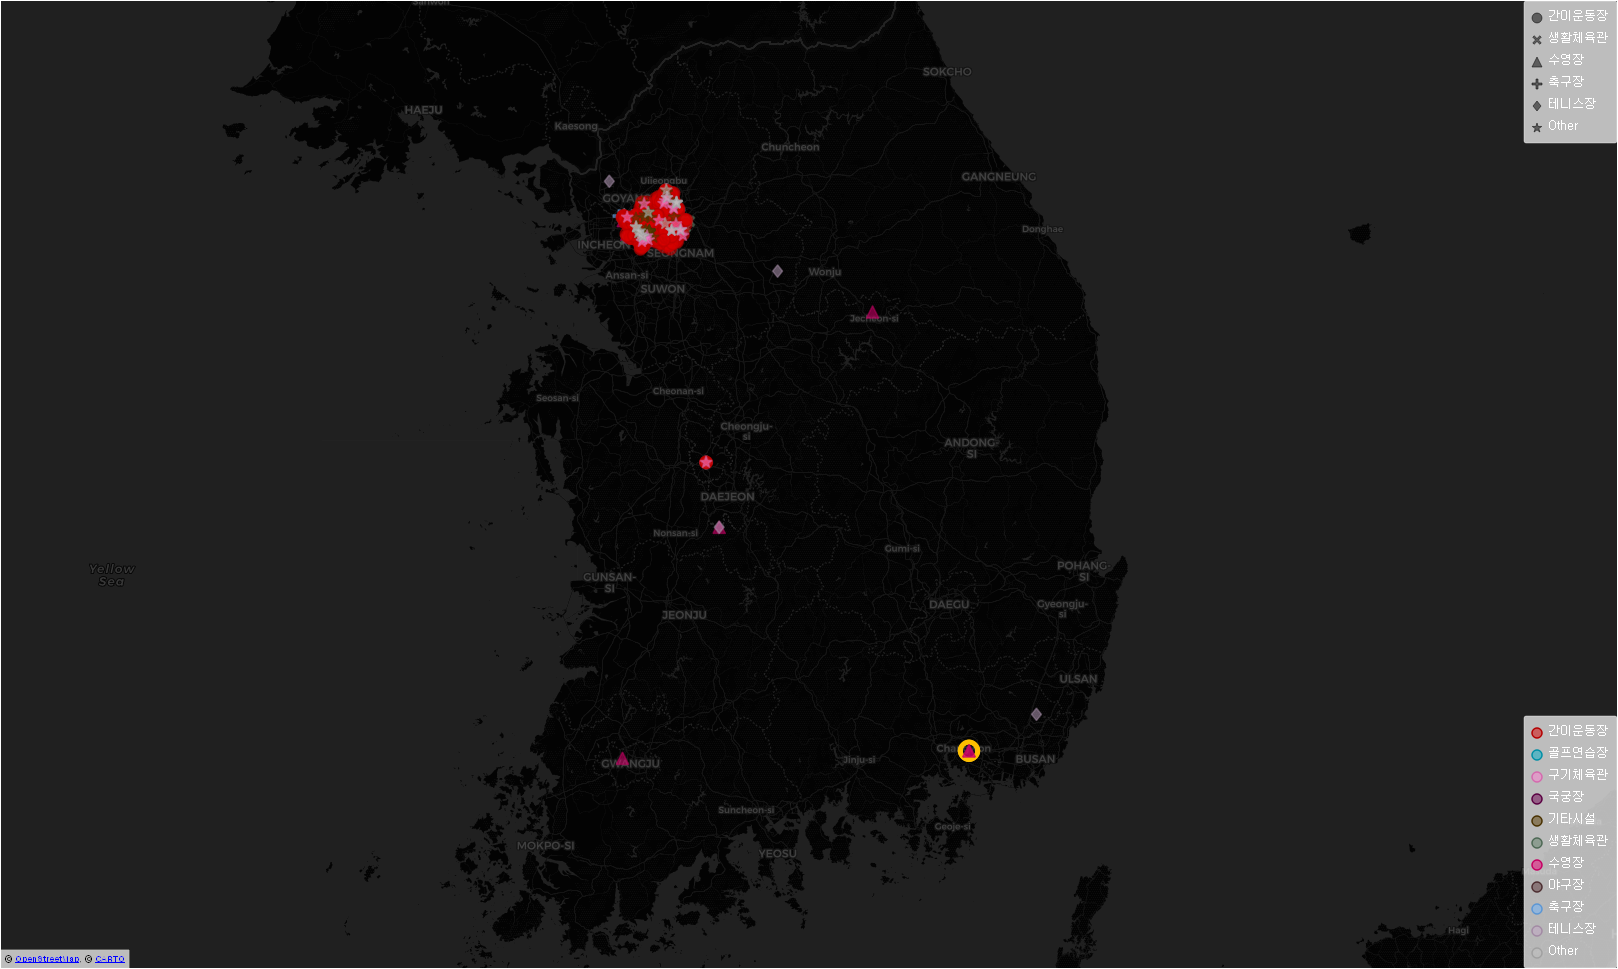 Sariwon
간이운동장
생활체육관
수영장
축구장
테니스장
Other
SOKCHO
HAEJU
Kaesong
Chuncheon
GANGNEUNG
Uijeongbu
GOYANG
Donghae
INCHEON
SEONGNAM
Ansan-si
Wonju
SUWON
Jecheon-si
Cheonan-si
Seosan-si
Cheongju-
si
ANDONG-
SI
DAEJEON
Nonsan-si
Gumi-si
Yellow
Sea
POHANG-
SI
GUNSAN-
SI
DAEGU
Gyeongju-
si
JEONJU
ULSAN
Changwon
BUSAN
Jinju-si
GWANGJU
Suncheon-si
Geoje-si
MOKPO-SI
YEOSU
간이운동장
골프연습장
구기체육관
국궁장
기타시설
생활체육관
수영장
야구장
축구장
테니스장
Other
Hagi
© OpenStreetMap, © CARTO